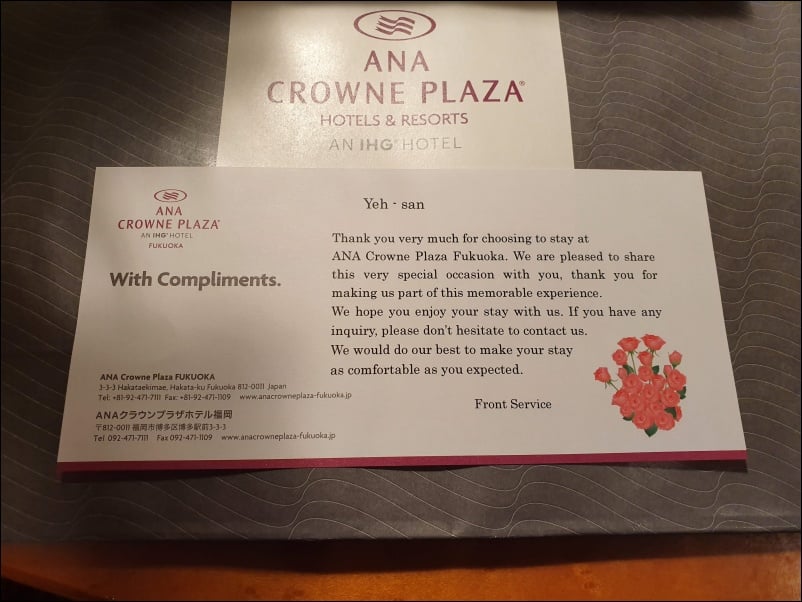 ANA
CROWNE PLAZA®
HOTELS & RESORTS
AN IHG® HOTEL
ANA
CROWNE PLAZA®
AN IHG® HOTEL
FUKUOKA
With Compliments.
ANA Crowne Plaza FUKUOKA
3-3-3 Hakataekimae, Hakata-ku Fukuoka 812-0011 Japan
Tel: +81-92-471-7111 Fax: +81-92-471-1109 www.anacrowneplaza-fukuoka.jp
ANAクラウンプラザホテル福岡
〒812-0011 福岡市博多区博多駅前3-3-3
Tel 092-471-7111 Fax 092-471-1109 www.anacrowneplaza-fukuoka.jp
Yeh - san
Thank you very much for choosing to stay at
ANA Crowne Plaza Fukuoka. We are pleased to share
this very special occasion with you, thank you for
making us part of this memorable experience.
We hope you enjoy your stay with us. If you have any
inquiry, please don't hesitate to contact us.
We would do our best to make your stay
as comfortable as you expected.
Front Service